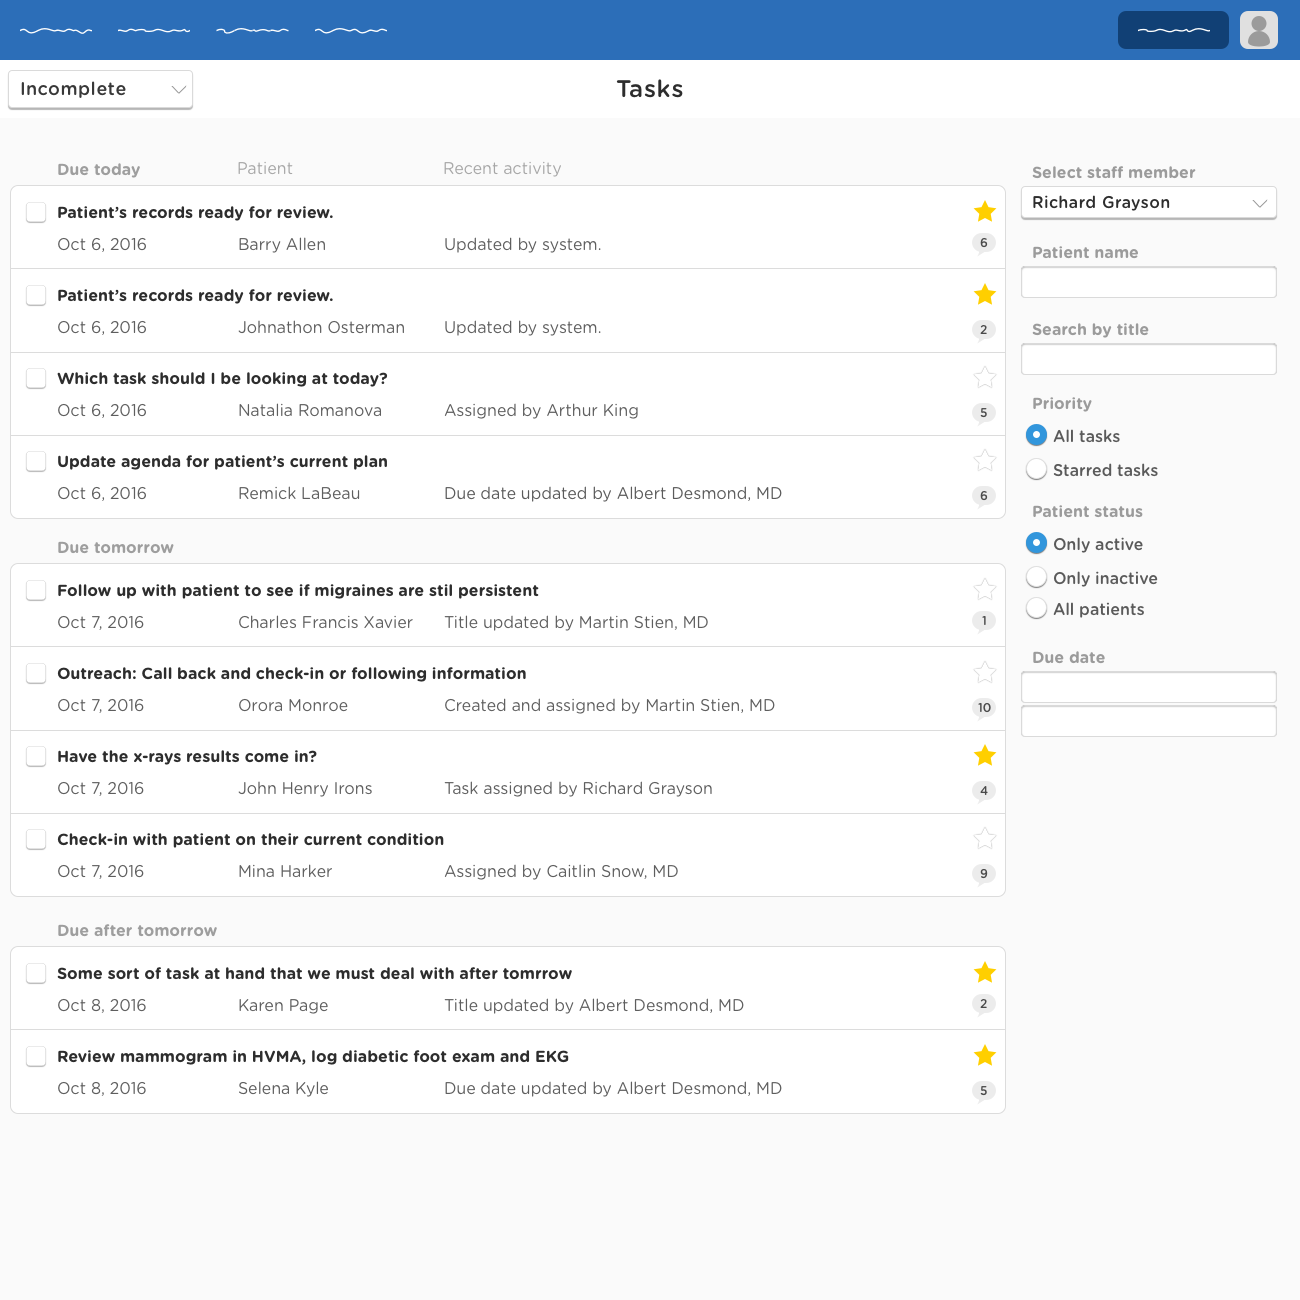 Incomplete
Tasks
Due today Patient Recent activity
Patient’s records ready for review.
Oct 6, 2016 Barry Allen Updated by system. 6
Patient’s records ready for review.
Oct 6, 2016 Johnathon Osterman Updated by system. 2
Which task should I be looking at today?
Oct 6, 2016 Natalia Romanova Assigned by Arthur King 5
Update agenda for patient’s current plan
Oct 6, 2016 Remick LaBeau Due date updated by Albert Desmond, MD 6
Due tomorrow
Follow up with patient to see if migraines are stil persistent
Oct 7, 2016 Charles Francis Xavier Title updated by Martin Stien, MD 1
Outreach: Call back and check-in or following information
Oct 7, 2016 Orora Monroe Created and assigned by Martin Stien, MD 10
Have the x-rays results come in?
Oct 7, 2016 John Henry Irons Task assigned by Richard Grayson 4
Check-in with patient on their current condition
Oct 7, 2016 Mina Harker Assigned by Caitlin Snow, MD 9
Due after tomorrow
Some sort of task at hand that we must deal with after tomrrow
Oct 8, 2016 Karen Page Title updated by Albert Desmond, MD 2
Review mammogram in HVMA, log diabetic foot exam and EKG
Oct 8, 2016 Selena Kyle Due date updated by Albert Desmond, MD 5
Select staff member
Richard Grayson
Patient name
Search by title
Priority
All tasks
Starred tasks
Patient status
Only active
Only inactive
All patients
Due date